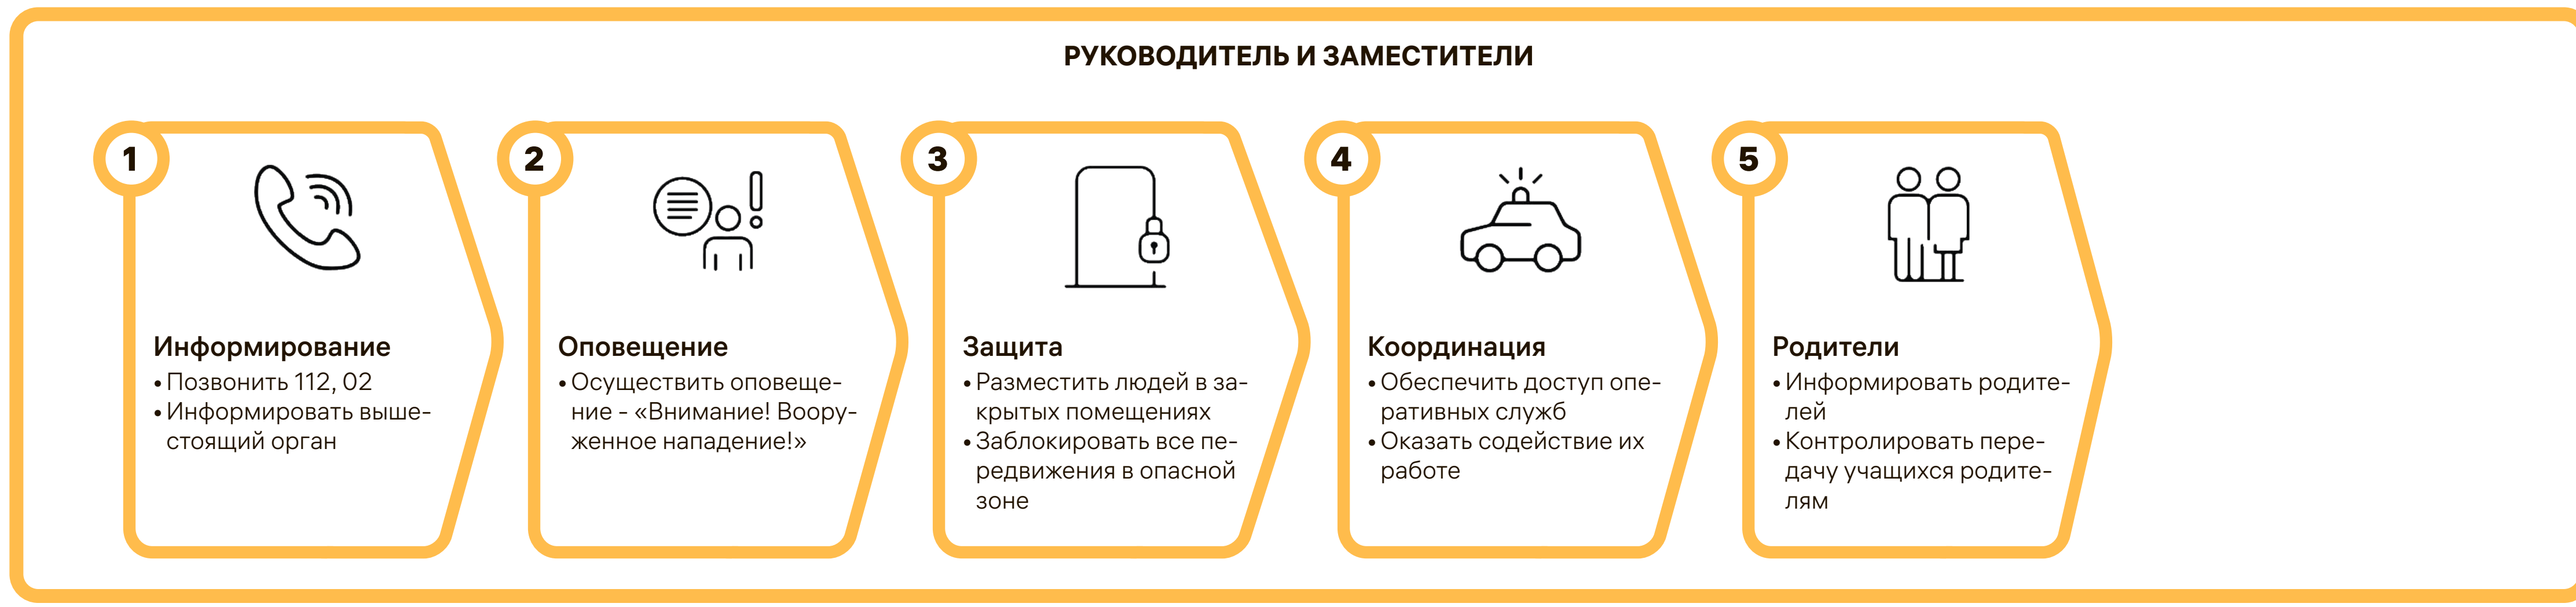 РУКОВОДИТЕЛЬ И ЗАМЕСТИТЕЛИ
1
Информирование
• Позвонить 112, 02
• Информировать выше-
стоящий орган
2
Оповещение
• Осуществить оповеще-
ние - «Внимание! Воору-
женное нападение!»
3
Защита
• Разместить людей в за-
крытых помещениях
• Заблокировать все пе-
редвижения в опасной
зоне
4
Координация
• Обеспечить доступ опе-
ративных служб
• Оказать содействие их
работе
5
Родители
• Информировать родите-
лей
• Контролировать пере-
дачу учащихся родите-
лям